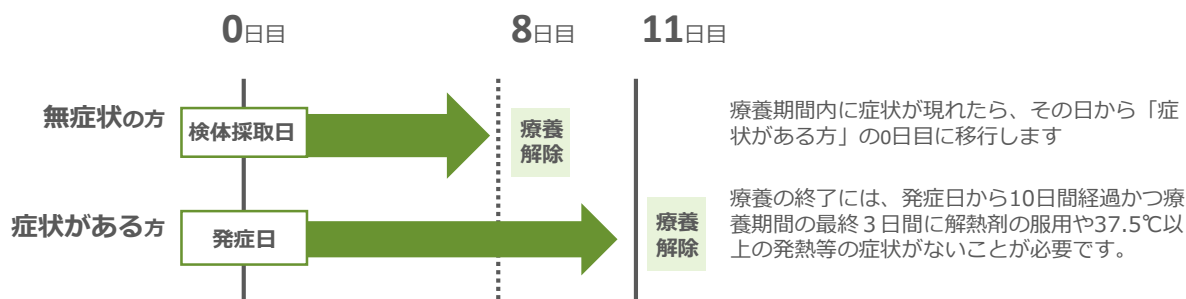 0日目
8日目
11日目
無症状の方
検体採取日
療養
解除
療養期間内に症状が現れたら、その日から「症
状がある方」の0日目に移行します
症状がある方
発症日
療養
解除
療養の終了には、発症日から10日間経過かつ療
養期間の最終３日間に解熱剤の服用や37.5℃以
上の発熱等の症状がないことが必要です。